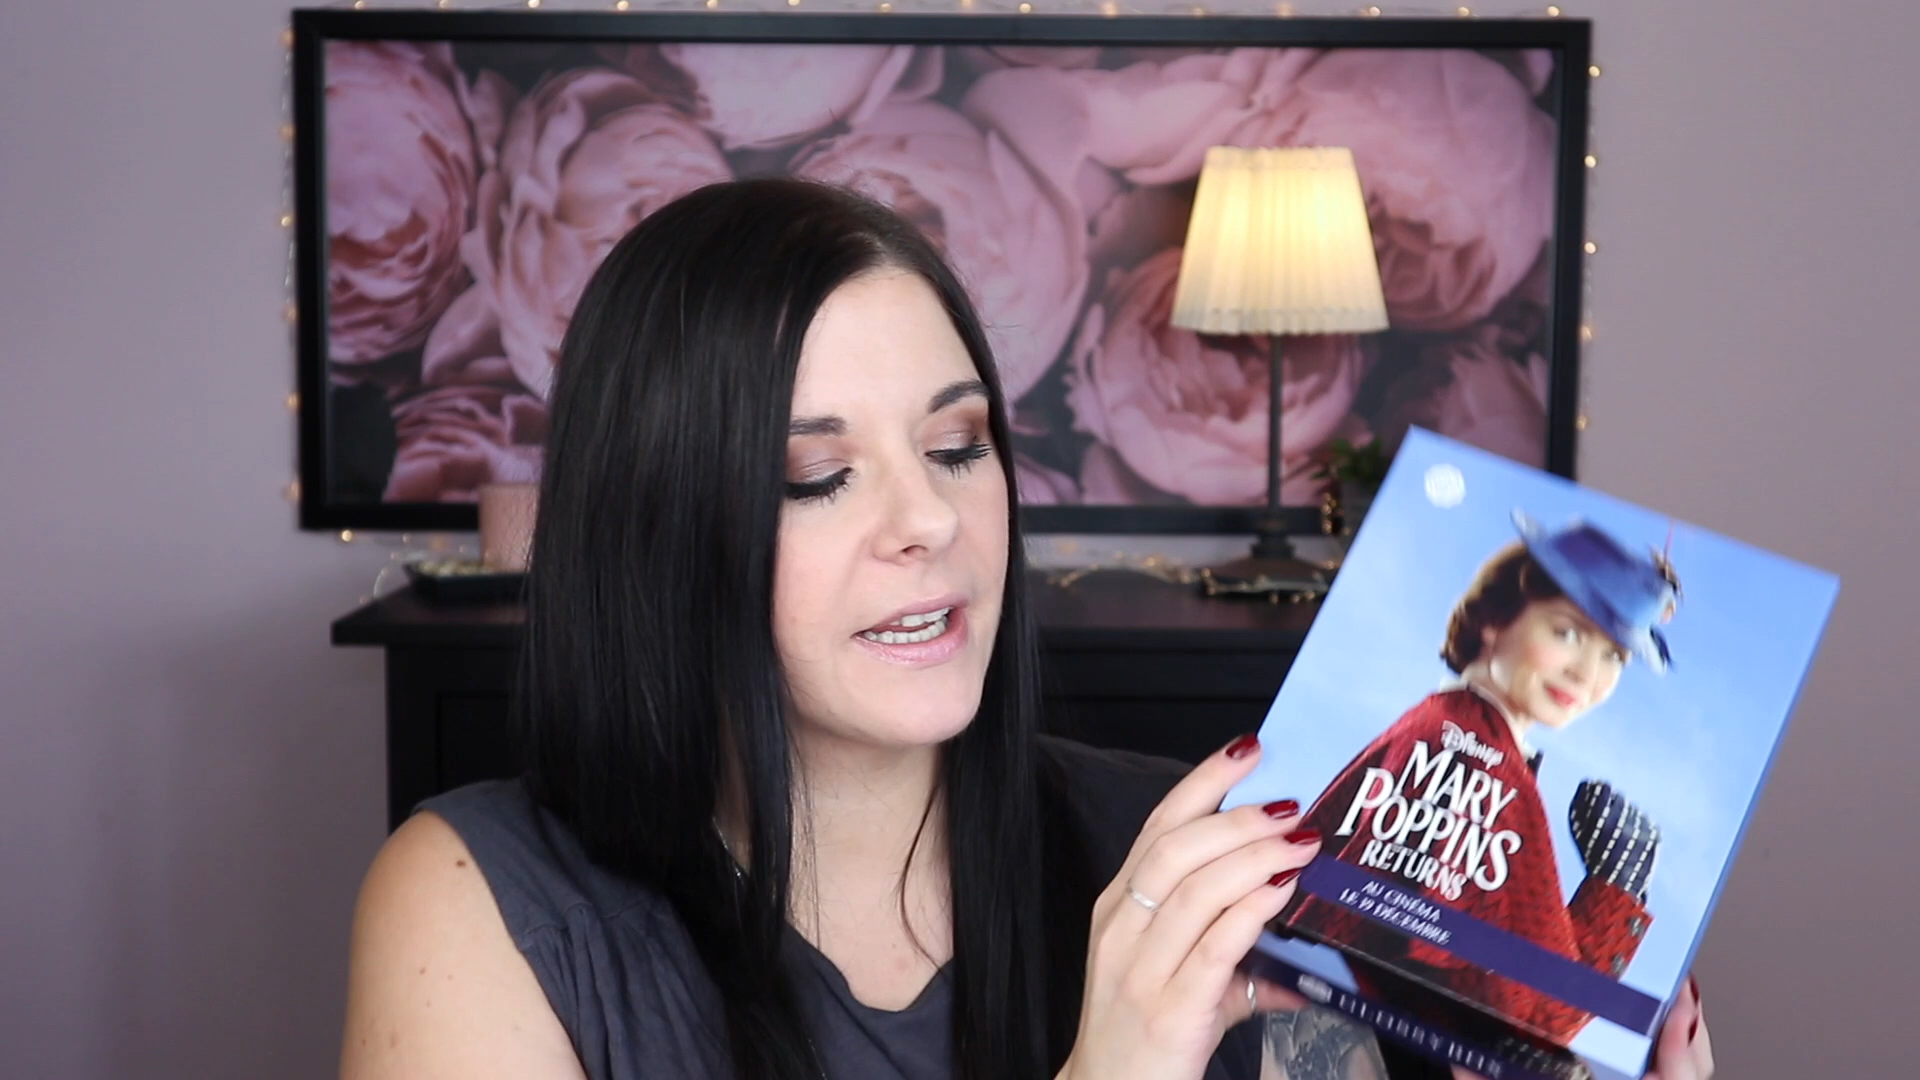 Disney
MARY
POPPINS
RETURNS
AU CINÉMA
LE 19 DÉCEMBRE